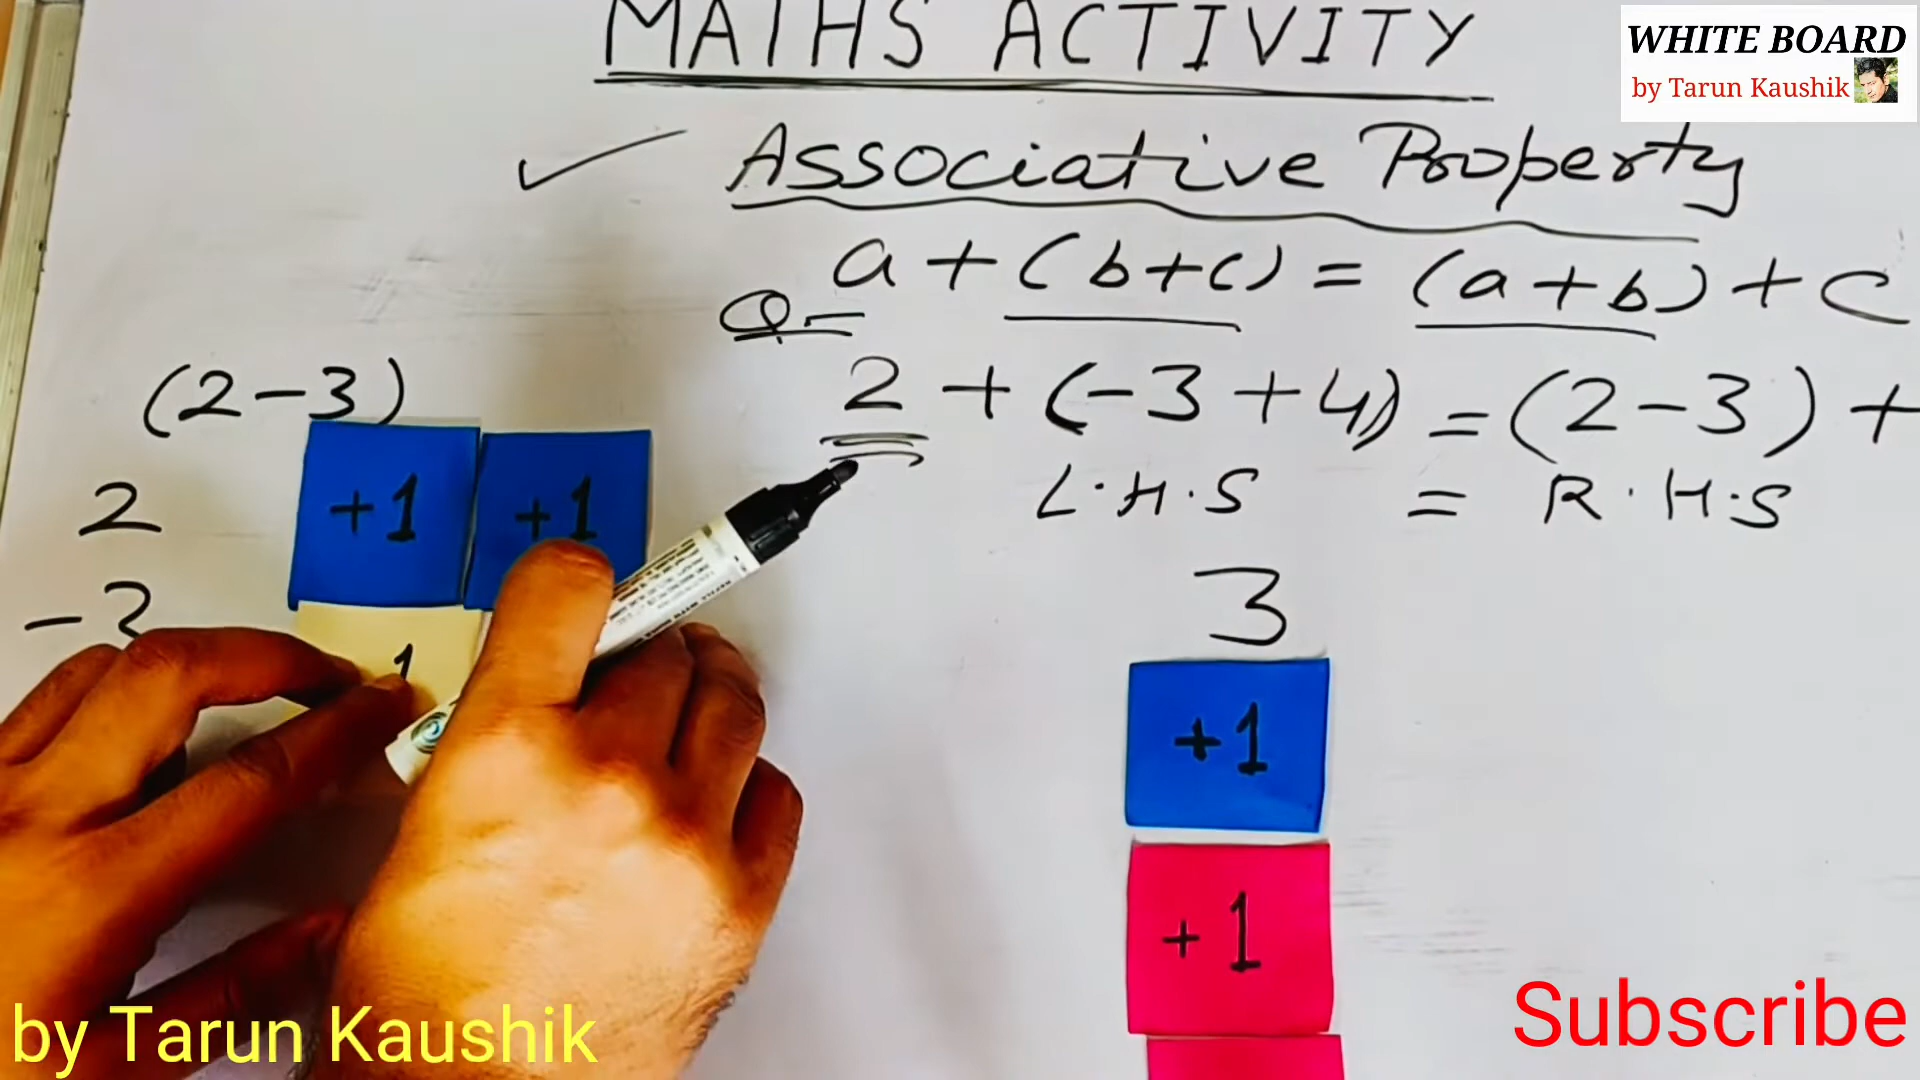 MATHS ACTIVITY
WHITE BOARD
by Tarun Kaushik
Associative Property
a + (b+c) = (a+b) + c
Q=
2 + (-3 + 4) = (2-3) +
L.H.S = R.H.S
(2-3)
2
+1 +1
-3
1
3
+1
+1
by Tarun Kaushik
Subscribe